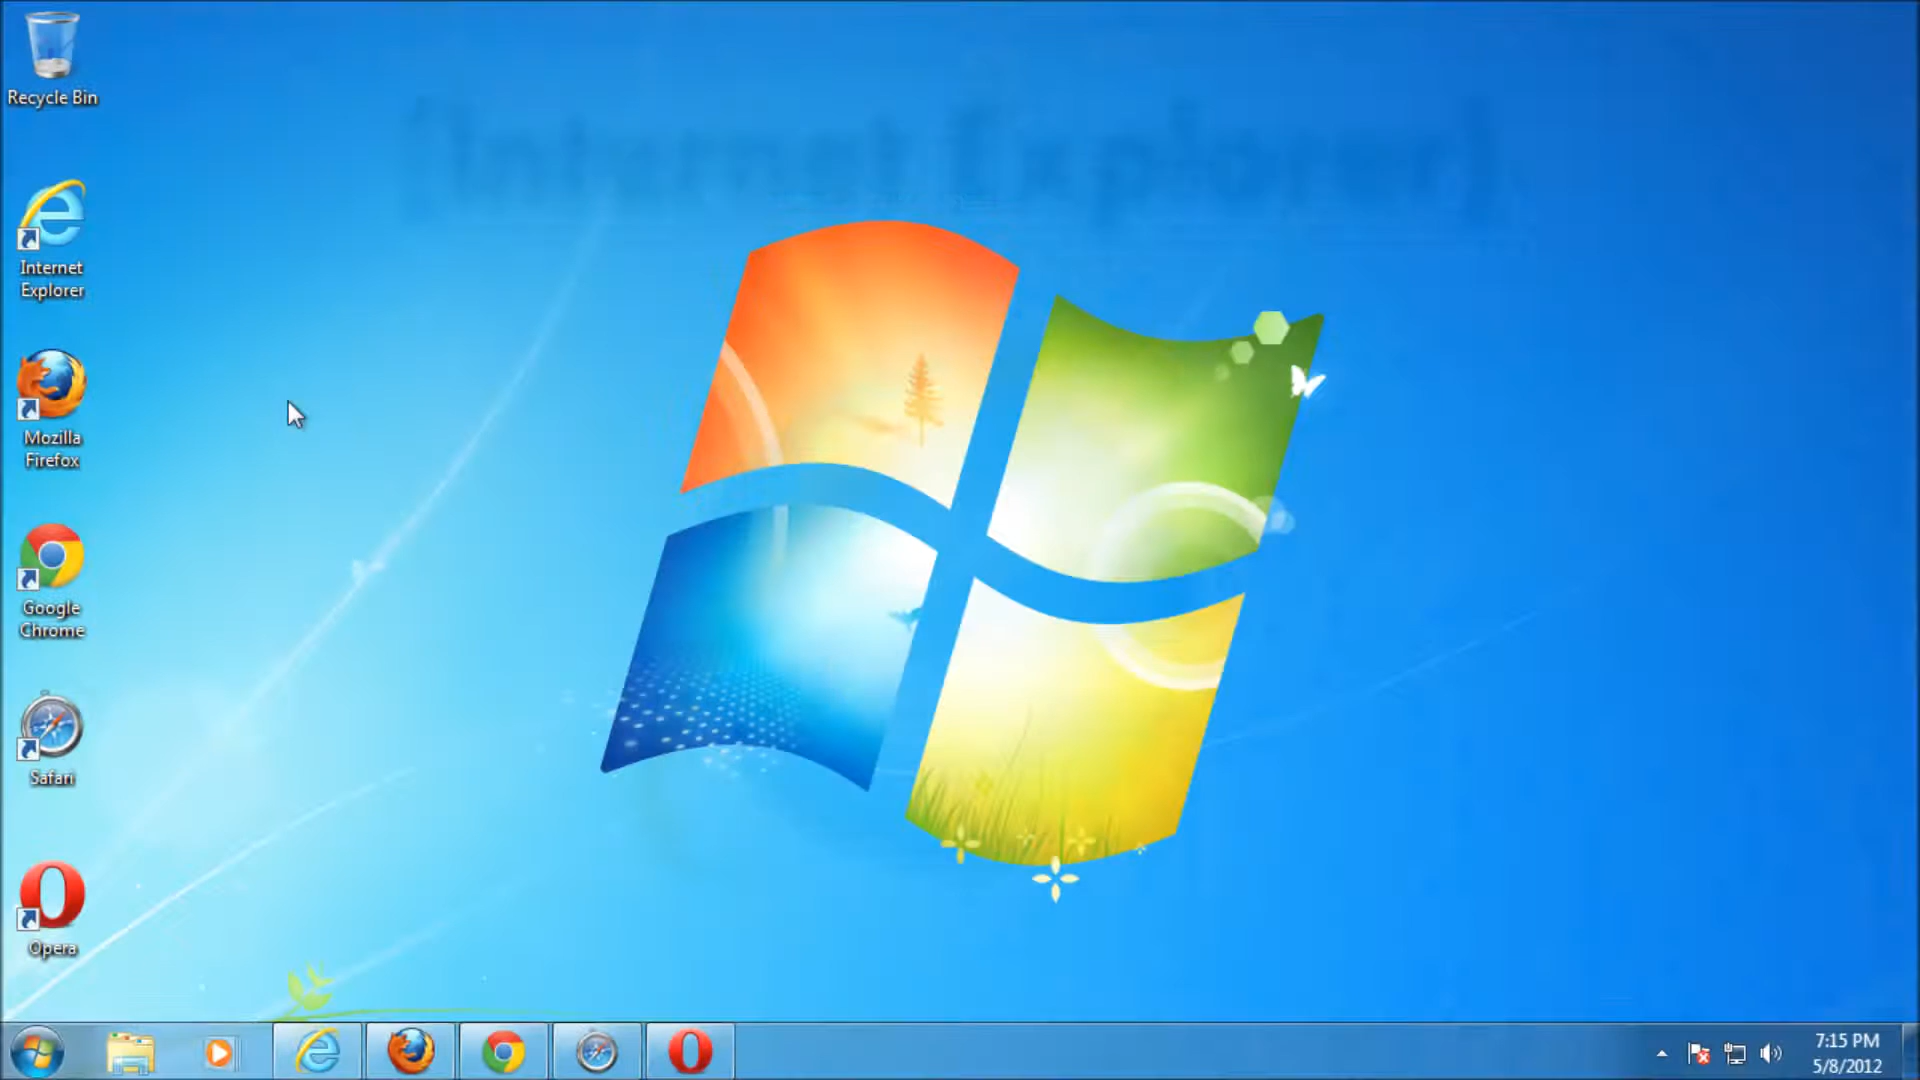 Recycle Bin
[Internet Explorer]
Internet
Explorer
Mozilla
Firefox
Google
Chrome
Safari
Opera
7:15 PM
5/8/2012